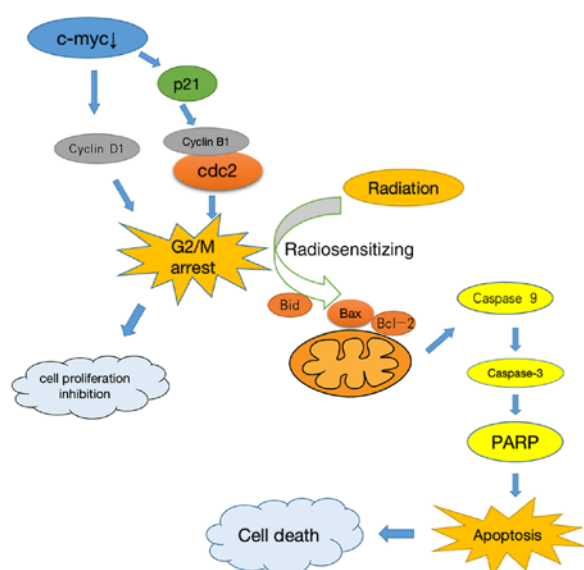 c-myc↓
p21
Cyclin D1
Cyclin B1
cdc2
Radiation
G2/M
arrest
Radiosensitizing
Bid
Bax
Bcl-2
Caspase 9
cell proliferation
inhibition
Caspase-3
PARP
Cell death
Apoptosis